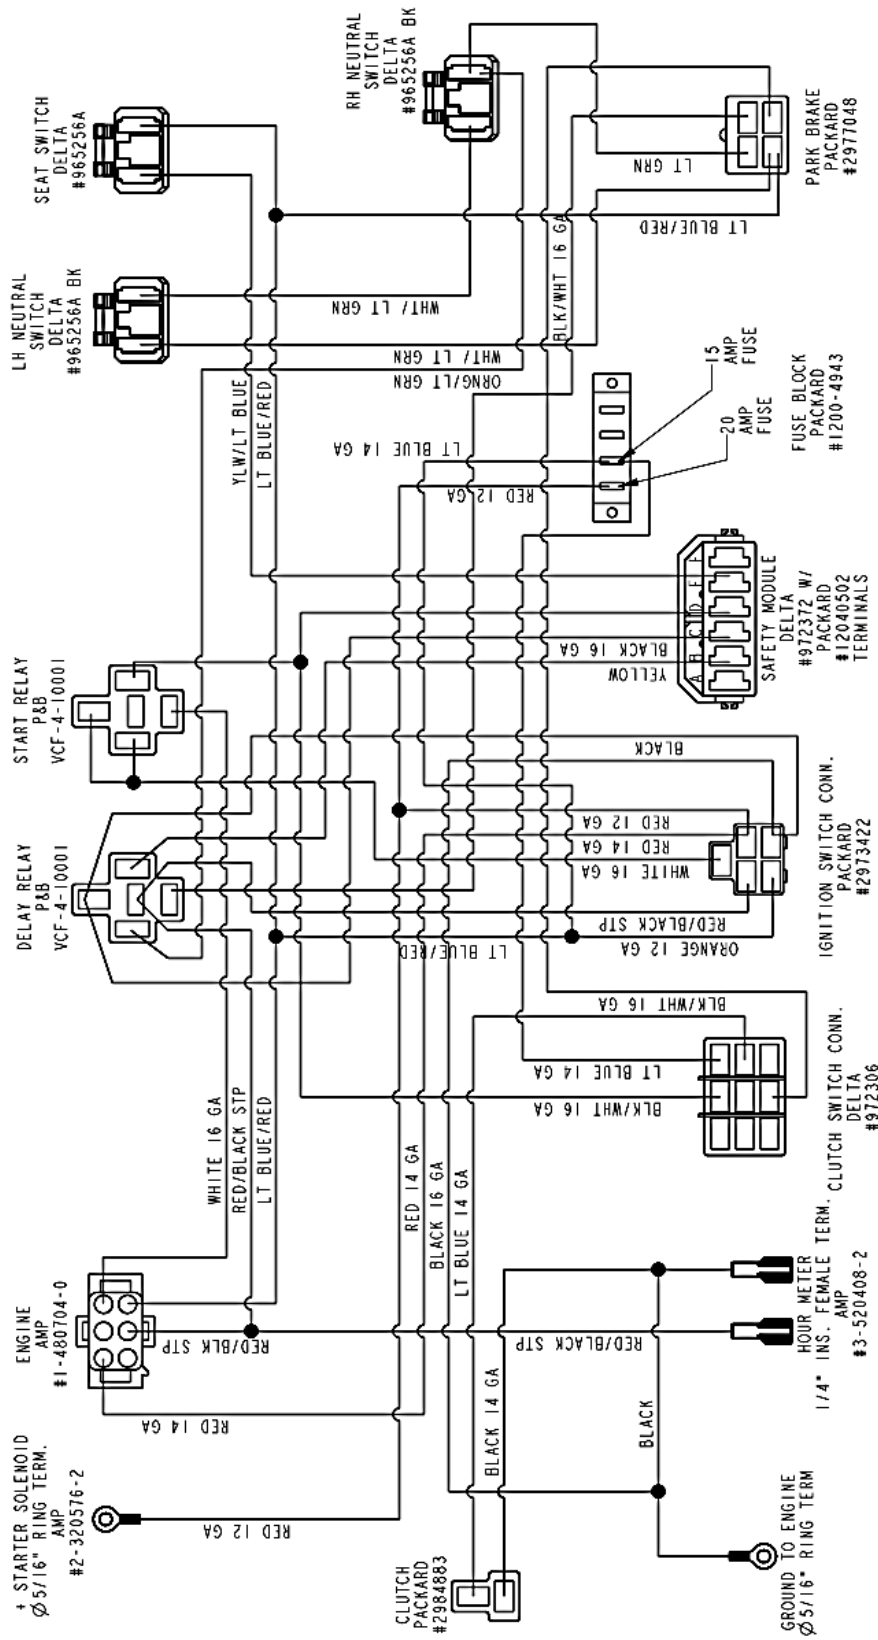 + STARTER SOLENOID
Ø5/16" RING TERM.
AMP
#2-320576-2
ENGINE
AMP
#1-480704-0
DELAY RELAY
P&B
VCF-4-10001
START RELAY
P&B
VCF-4-10001
LH NEUTRAL
SWITCH
DELTA
#965256A BK
SEAT SWITCH
DELTA
#965256A
RH NEUTRAL
SWITCH
DELTA
#965256A BK
RED 12 GA
RED 14 GA
RED/BLK STP
WHITE 16 GA
RED/BLACK STP
LT BLUE/RED
YLW/LT BLUE
LT BLUE/RED
WHT/ LT GRN
WHT/ LT GRN
ORNG/LT GRN
LT BLUE 14 GA
RED 12 GA
BLK/WHT 16 GA
LT GRN
LT BLUE/RED
RED 14 GA
BLACK 16 GA
LT BLUE 14 GA
LT BLUE/RED
BLACK 14 GA
BLACK
RED/BLACK STP
BLK/WHT 16 GA
LT BLUE 14 GA
BLK/WHT 16 GA
ORANGE 12 GA
RED/BLACK STP
WHITE 16 GA
RED 14 GA
RED 12 GA
BLACK
YELLOW
BLACK 16 GA
A B C D E F
20
AMP
FUSE
15
AMP
FUSE
CLUTCH
PACKARD
#2984883
GROUND TO ENGINE
Ø5/16" RING TERM
HOUR METER
1/4" INS. FEMALE TERM.
AMP
#3-520408-2
CLUTCH SWITCH CONN.
DELTA
#972306
IGNITION SWITCH CONN.
PACKARD
#2973422
SAFETY MODULE
DELTA
#972372 W/
PACKARD
#12040502
TERMINALS
FUSE BLOCK
PACKARD
#1200-4943
PARK BRAKE
PACKARD
#2977048